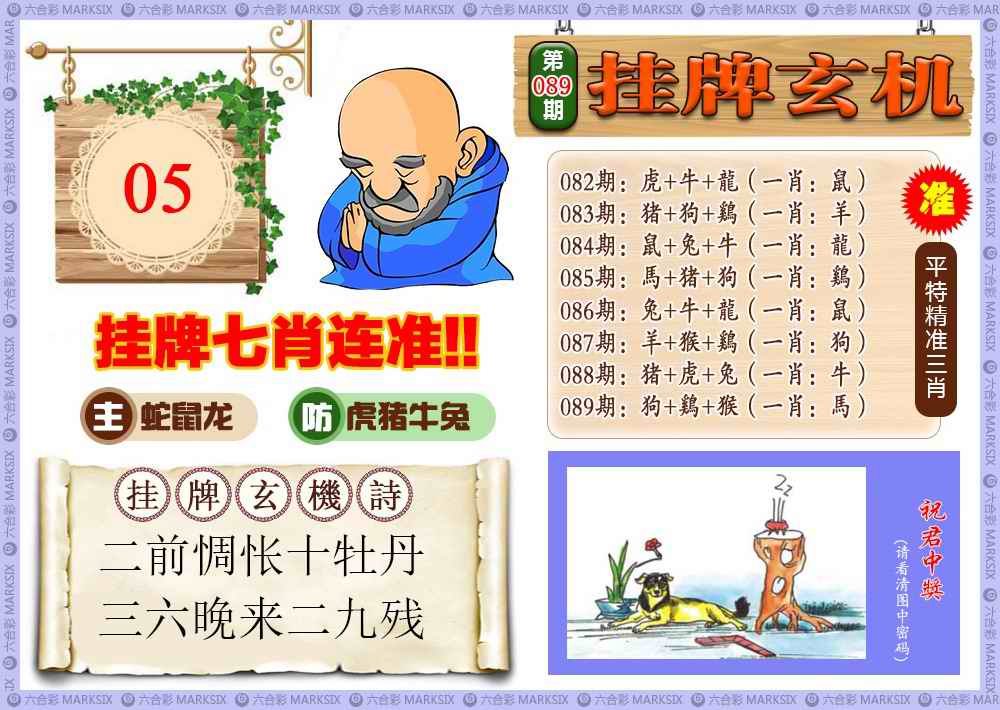 六合彩 MARKSIX
第089期
挂牌玄机
05
082期：虎+牛+龍（一肖：鼠）
083期：猪+狗+鷄（一肖：羊）
084期：鼠+兔+牛（一肖：龍）
085期：馬+猪+狗（一肖：鷄）
086期：兔+牛+龍（一肖：鼠）
087期：羊+猴+鷄（一肖：狗）
088期：猪+虎+兔（一肖：牛）
089期：狗+鷄+猴（一肖：馬）
准
平特精准三肖
挂牌七肖连准!!
主 蛇鼠龙
防 虎猪牛兔
挂牌玄機詩
二前惆怅十牡丹
三六晚来二九残
祝君中獎
(请看清图中密码)